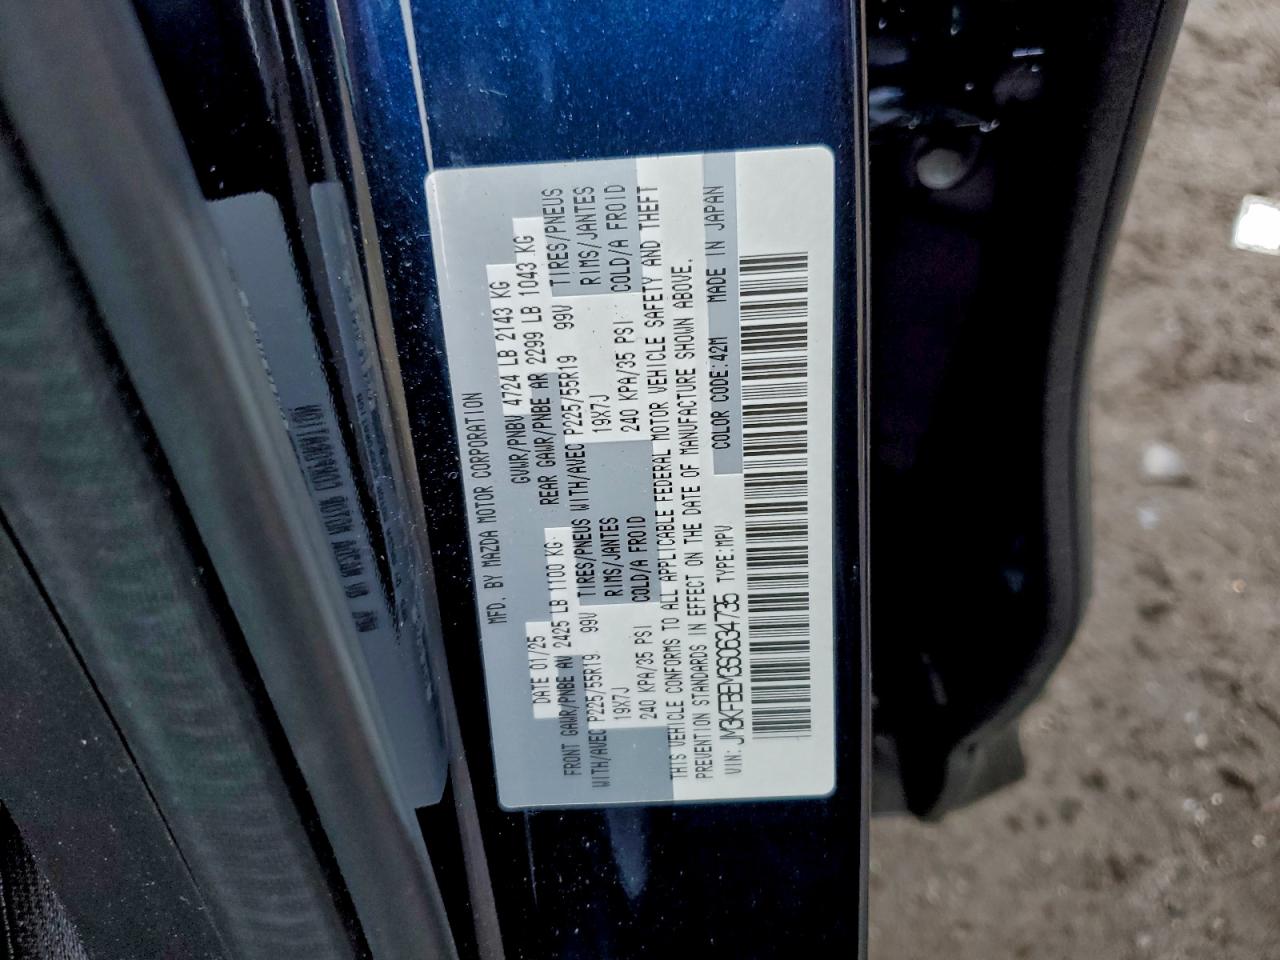 MFD. BY MAZDA MOTOR CORPORATION
DATE 01/25 GVWR/PNBV 4724 LB 2143 KG
FRONT GAWR/PNBE AV 2425 LB 1100 KG REAR GAWR/PNBE AR 2299 LB 1043 KG
WITH/AVEC P225/55R19 99V TIRES/PNEUS WITH/AVEC P225/55R19 99V TIRES/PNEUS
19X7J RIMS/JANTES 19X7J RIMS/JANTES
240 KPA/35 PSI COLD/A FROID 240 KPA/35 PSI COLD/A FROID
THIS VEHICLE CONFORMS TO ALL APPLICABLE FEDERAL MOTOR VEHICLE SAFETY AND THEFT
PREVENTION STANDARDS IN EFFECT ON THE DATE OF MANUFACTURE SHOWN ABOVE.
VIN: JM3KFBEM3S0634735 TYPE:MPV COLOR CODE:42M MADE IN JAPAN